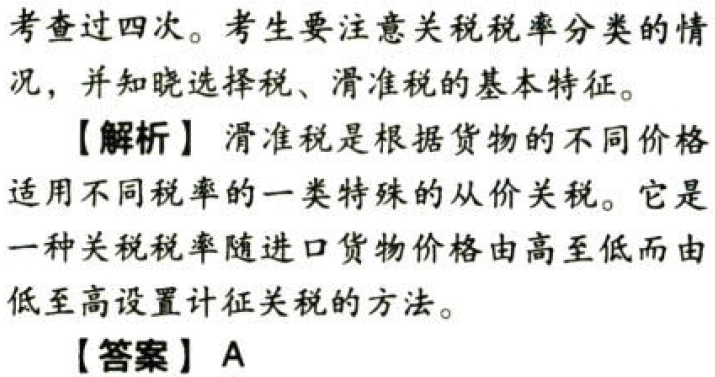 考查过四次。考生要注意关税税率分类的情
况，并知晓选择税、滑准税的基本特征。
【解析】 滑准税是根据货物的不同价格
适用不同税率的一类特殊的从价关税。它是
一种关税税率随进口货物价格由高至低而由
低至高设置计征关税的方法。
【答案】 A